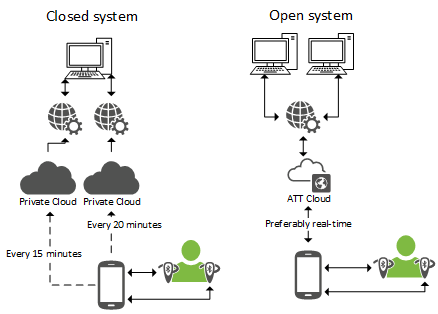 Closed system
Open system
Private Cloud
Private Cloud
ATT Cloud
Every 20 minutes
Preferably real-time
Every 15 minutes